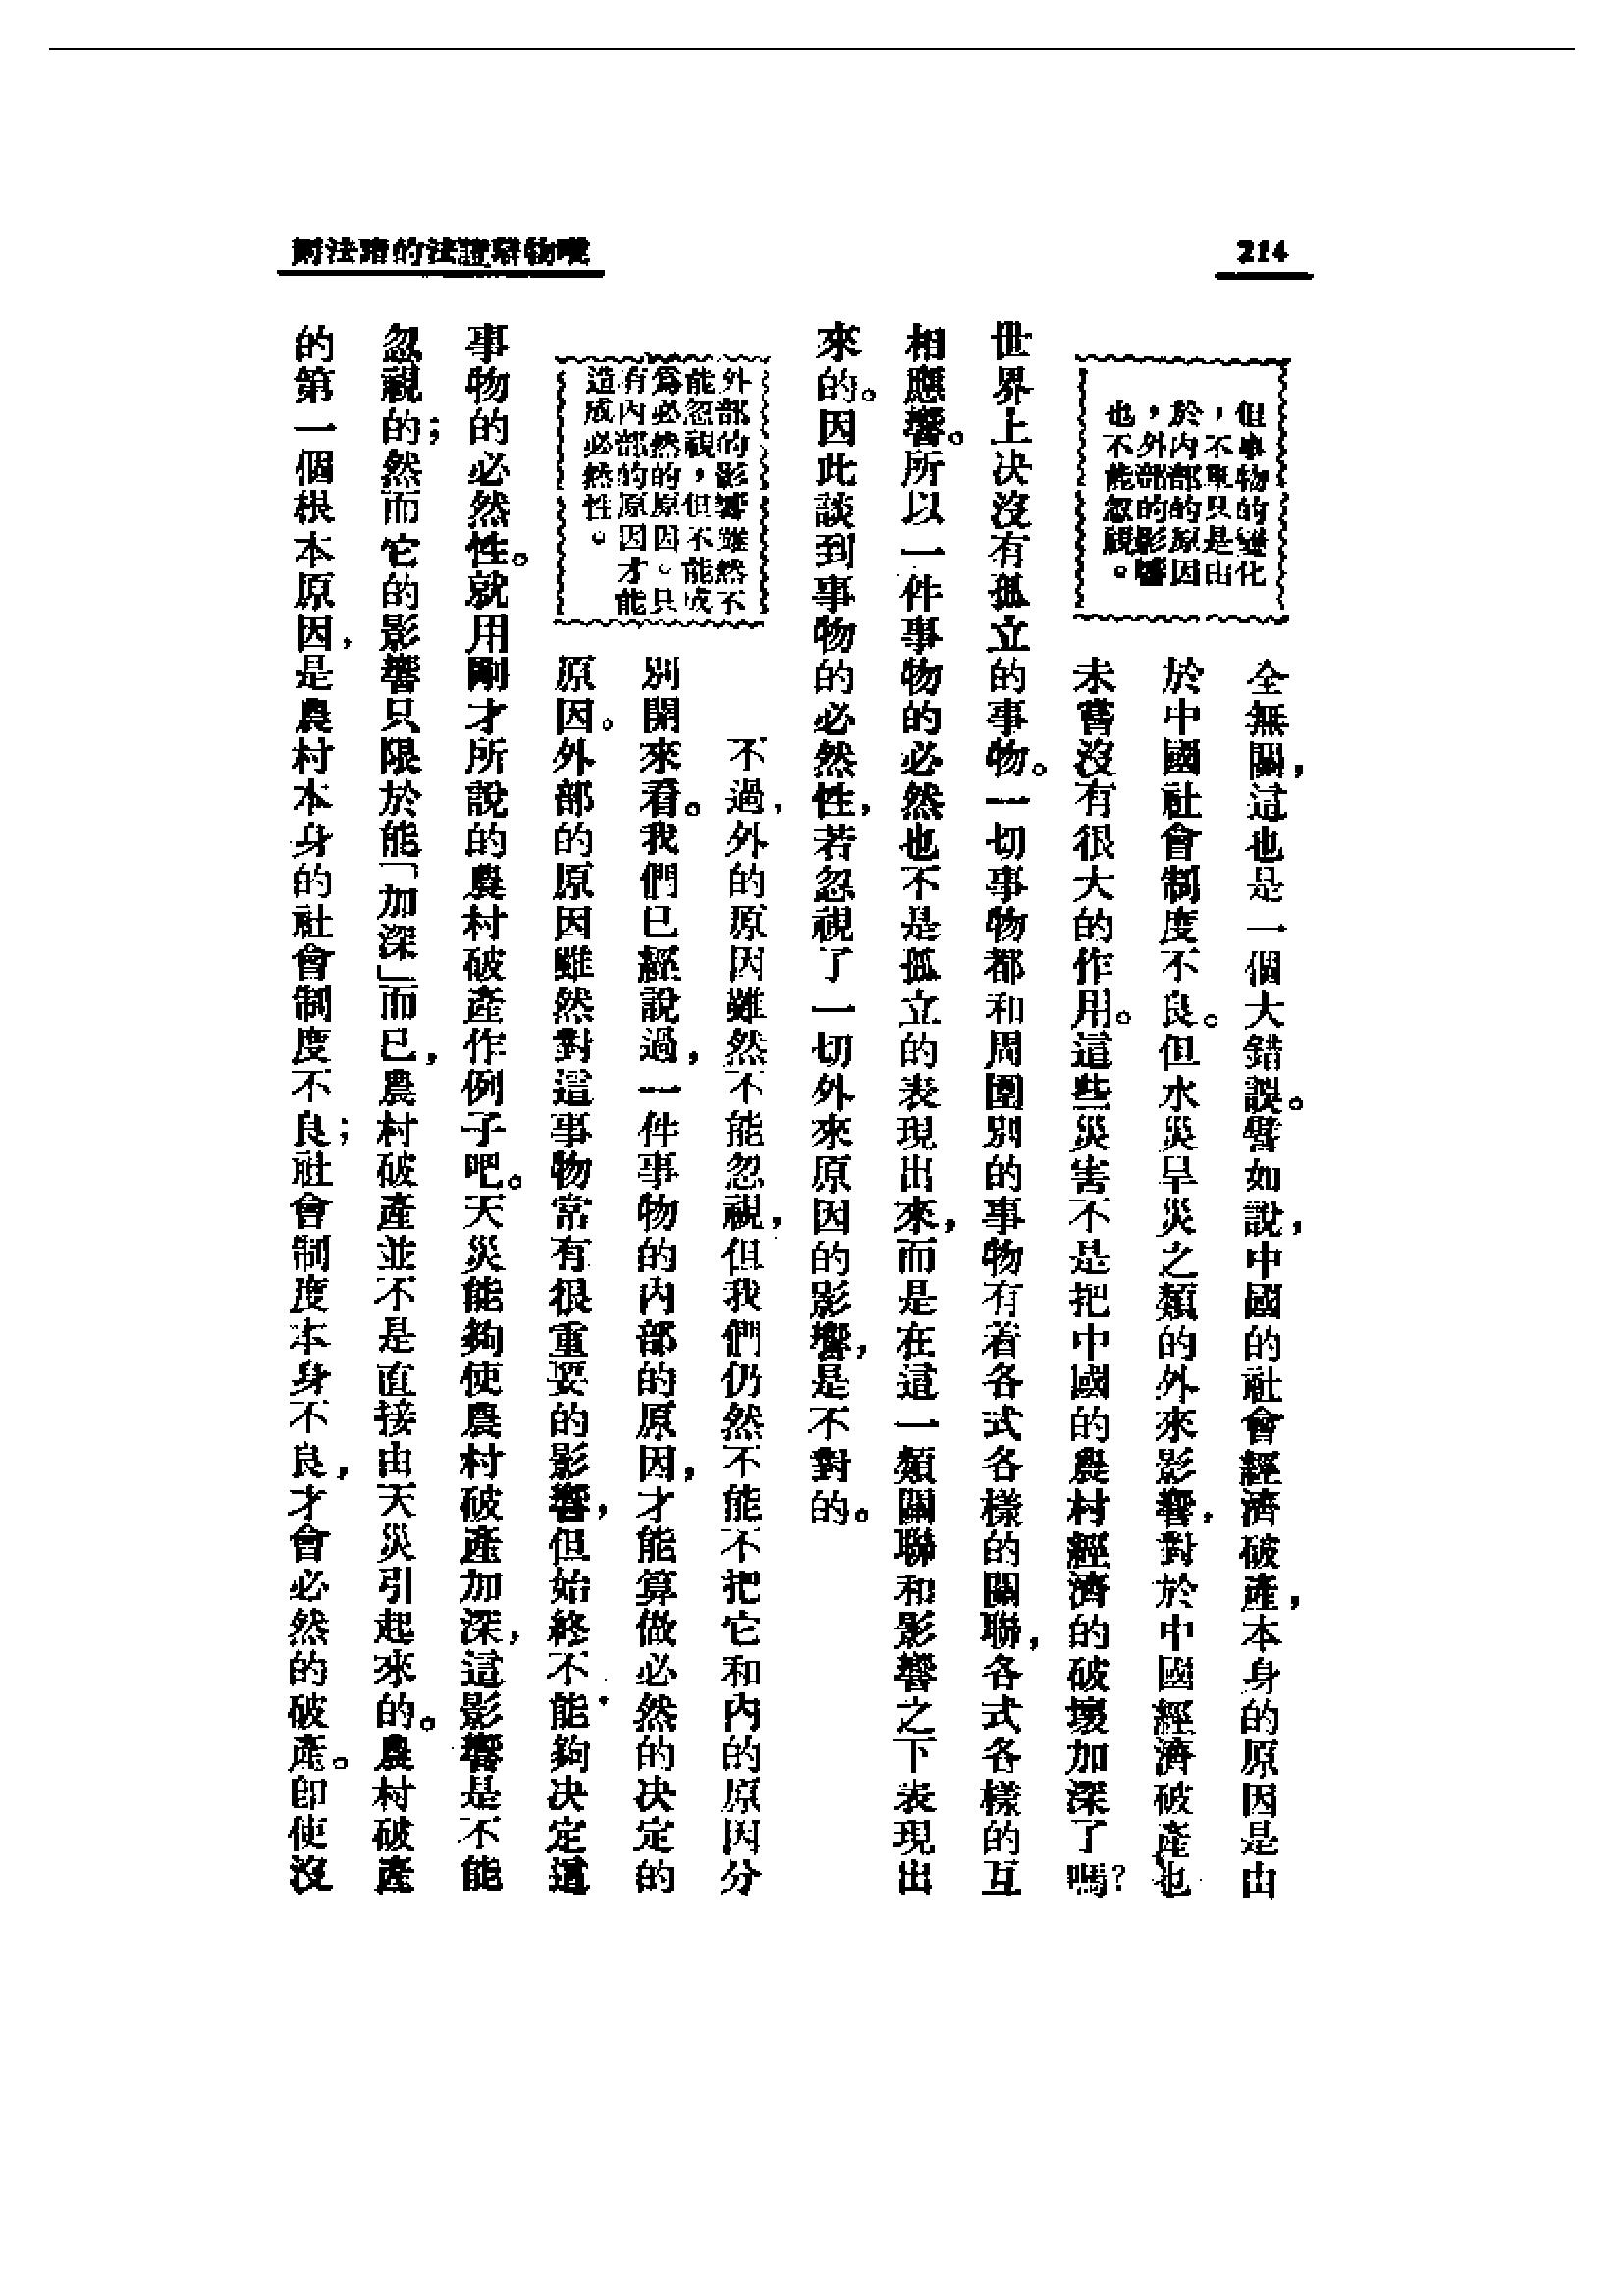 214
則法諸的法證辯物唯
但事物的變化
，不單只是由
於內部的原因
，外部的影響
也不能忽視。
全無關，這也是一個大錯誤。譬如說，中國的社會經濟破產，本身的原因是由
於中國社會制度不良。但水災旱災之類的外來影響，對於中國經濟破產也
未嘗沒有很大的作用。這些災害不是把中國的農村經濟的破壞加深了嗎？
世界上決沒有孤立的事物。一切事物都和周圍別的事物有着各式各樣的關聯，各式各樣的互
相應響。所以一件事物的必然也不是孤立的表現出來，而是在這一類關聯和影響之下表現出
來的。因此談到事物的必然性，若忽視了一切外來原因的影響，是不對的。
外部的影響雖然不
能忽視，但不能成
爲必然的原因。只
有內部的原因才能
造成必然性。
不過，外的原因雖然不能忽視，但我們仍然不能不把它和內的原因分
別開來看。我們已經說過，一件事物的內部的原因，才能算做必然的決定的
原因。外部的原因雖然對這事物常有很重要的影響，但始終不能夠決定這
事物的必然性。就用剛才所說的農村破產作例子吧。天災能夠使農村破產加深，這影響是不能
忽視的；然而它的影響只限於能「加深」而已，農村破產並不是直接由天災引起來的。農村破產
的第一個根本原因，是農村本身的社會制度不良；社會制度本身不良，才會必然的破產。即使沒